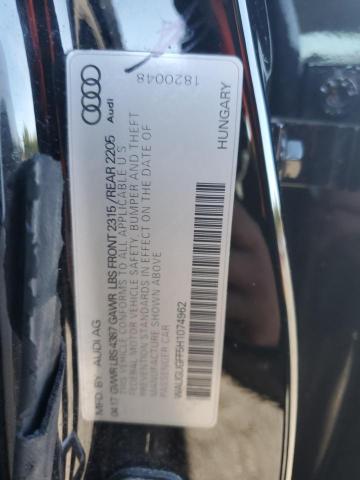 MFD. BY AUDI AG
04.17 GVWR LBS 4387 GAWR LBS FRONT 2315 / REAR 2205
THIS VEHICLE CONFORMS TO ALL APPLICABLE U'S
FEDERAL MOTOR VEHICLE SAFETY, BUMPER AND THEFT
PREVENTION STANDARDS IN EFFECT ON THE DATE OF
MANUFACTURE SHOWN ABOVE
PASSENGER CAR
WAUGUGFF5H1074962
HUNGARY
Audi
1820048